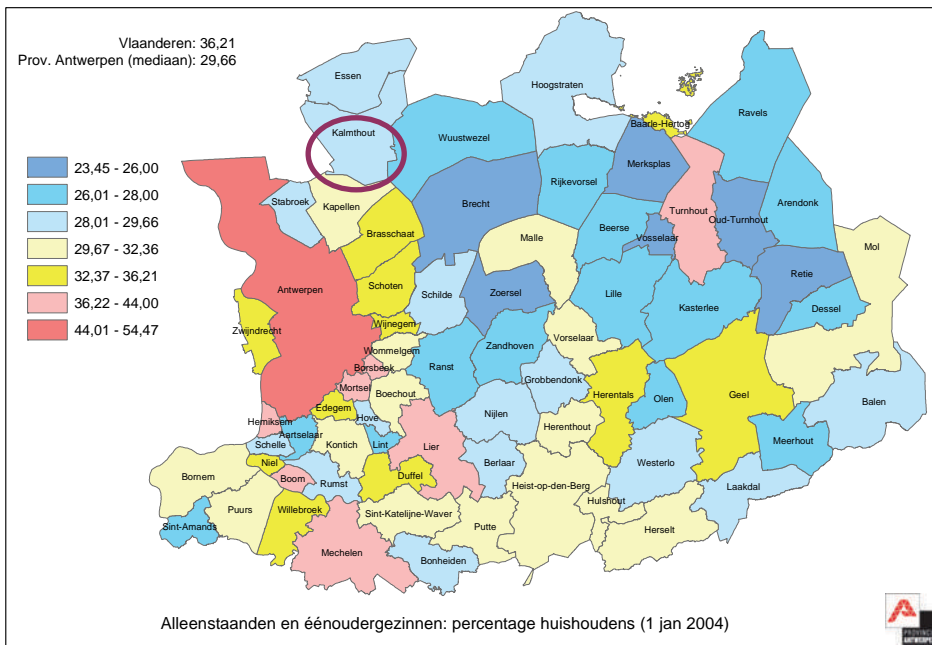 Vlaanderen: 36,21
Prov. Antwerpen (mediaan): 29,66
23,45 - 26,00
26,01 - 28,00
28,01 - 29,66
29,67 - 32,36
32,37 - 36,21
36,22 - 44,00
44,01 - 54,47
Essen
Hoogstraten
Kalmthout
Wuustwezel
Ravels
Baarle-Hertog
Merksplas
Rijkevorsel
Stabroek
Kapellen
Brecht
Turnhout
Oud-Turnhout
Arendonk
Brasschaat
Malle
Beerse
Vosselaar
Mol
Antwerpen
Schoten
Schilde
Zoersel
Lille
Kasterlee
Retie
Dessel
Zwijndrecht
Wijnegem
Wommelgem
Borsbeek
Ranst
Zandhoven
Vorselaar
Mortsel
Boechout
Grobbendonk
Herentals
Olen
Geel
Balen
Edegem
Hove
Hemiksem
Aartselaar
Kontich
Lint
Lier
Nijlen
Herenthout
Meerhout
Schelle
Niel
Boom
Rumst
Duffel
Berlaar
Westerlo
Laakdal
Bornem
Puurs
Willebroek
Sint-Katelijne-Waver
Heist-op-den-Berg
Hulshout
Sint-Amands
Putte
Herselt
Mechelen
Bonheiden
Alleenstaanden en éénoudergezinnen: percentage huishoudens (1 jan 2004)
PROVINCIE
ANTWERPEN